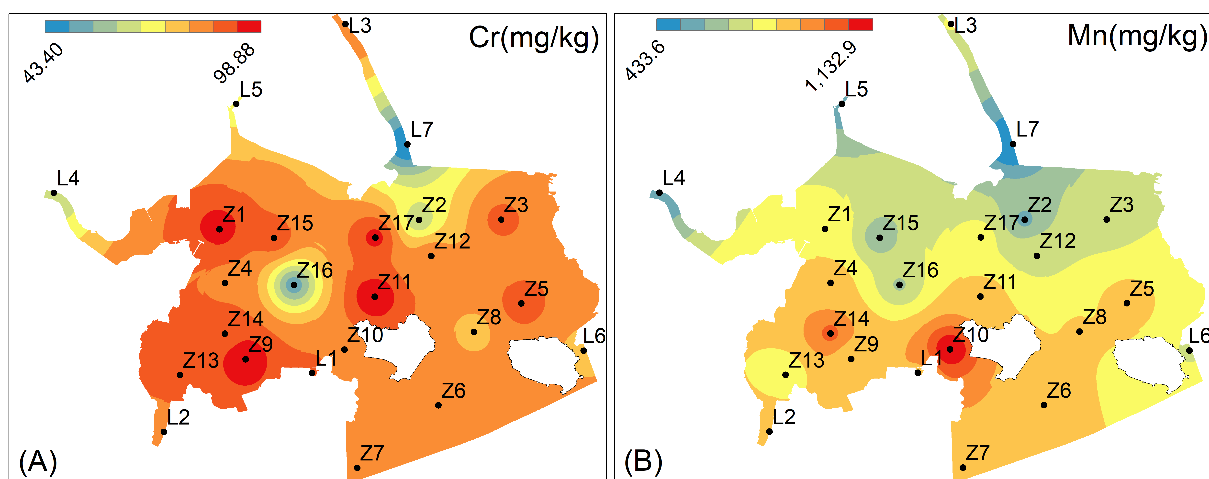 Cr(mg/kg)
43.40
98.88
L3
L5
L7
L4
Z1
Z15
Z17
Z2
Z3
Z12
Z4
Z16
Z11
Z5
Z14
Z8
Z9
Z10
L6
Z13
L1
Z6
L2
Z7
(A)
Mn(mg/kg)
433.6
1,132.9
L3
L5
L7
L4
Z1
Z15
Z17
Z2
Z3
Z12
Z4
Z16
Z11
Z5
Z14
Z8
Z9
Z10
L6
Z13
L1
Z6
L2
Z7
(B)